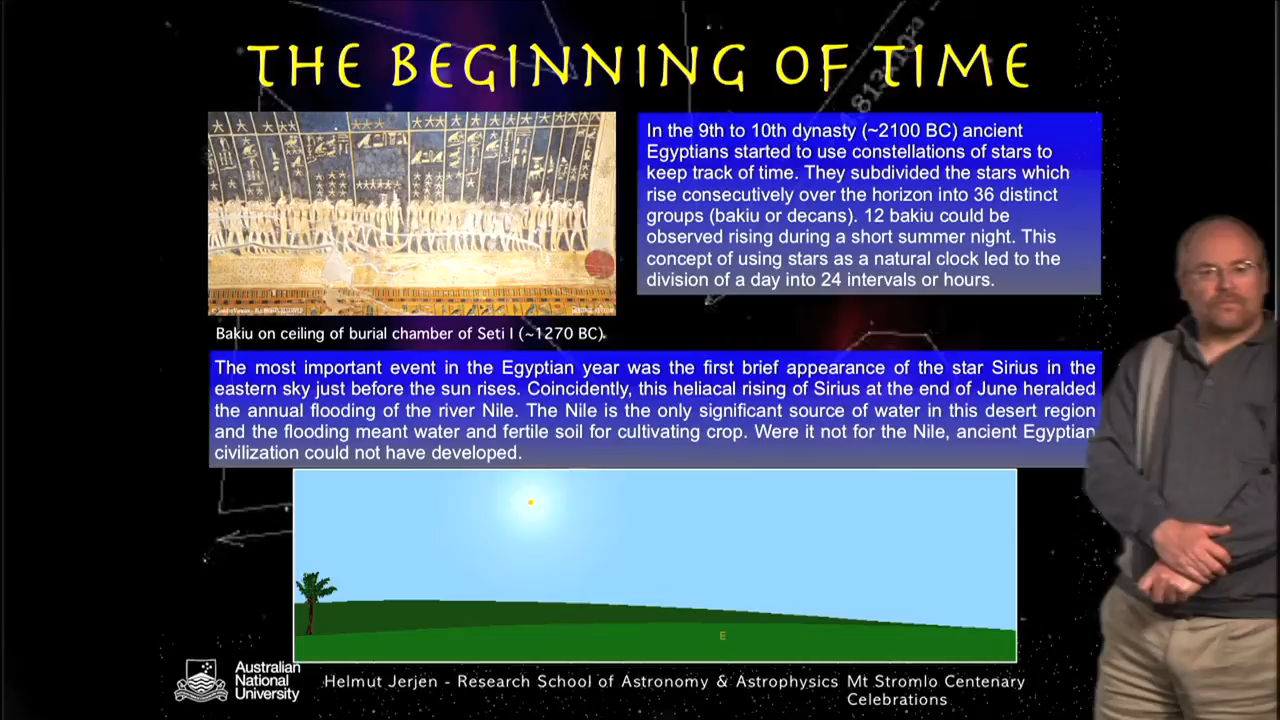 THE BEGINNING OF TIME
In the 9th to 10th dynasty (~2100 BC) ancient
Egyptians started to use constellations of stars to
keep track of time. They subdivided the stars which
rise consecutively over the horizon into 36 distinct
groups (bakiu or decans). 12 bakiu could be
observed rising during a short summer night. This
concept of using stars as a natural clock led to the
division of a day into 24 intervals or hours.
Bakiu on ceiling of burial chamber of Seti I (~1270 BC).
The most important event in the Egyptian year was the first brief appearance of the star Sirius in the
eastern sky just before the sun rises. Coincidently, this heliacal rising of Sirius at the end of June heralded
the annual flooding of the river Nile. The Nile is the only significant source of water in this desert region
and the flooding meant water and fertile soil for cultivating crop. Were it not for the Nile, ancient Egyptian
civilization could not have developed.
E
Australian
National
University
Helmut Jerjen - Research School of Astronomy & Astrophysics
Mt Stromlo Centenary
Celebrations